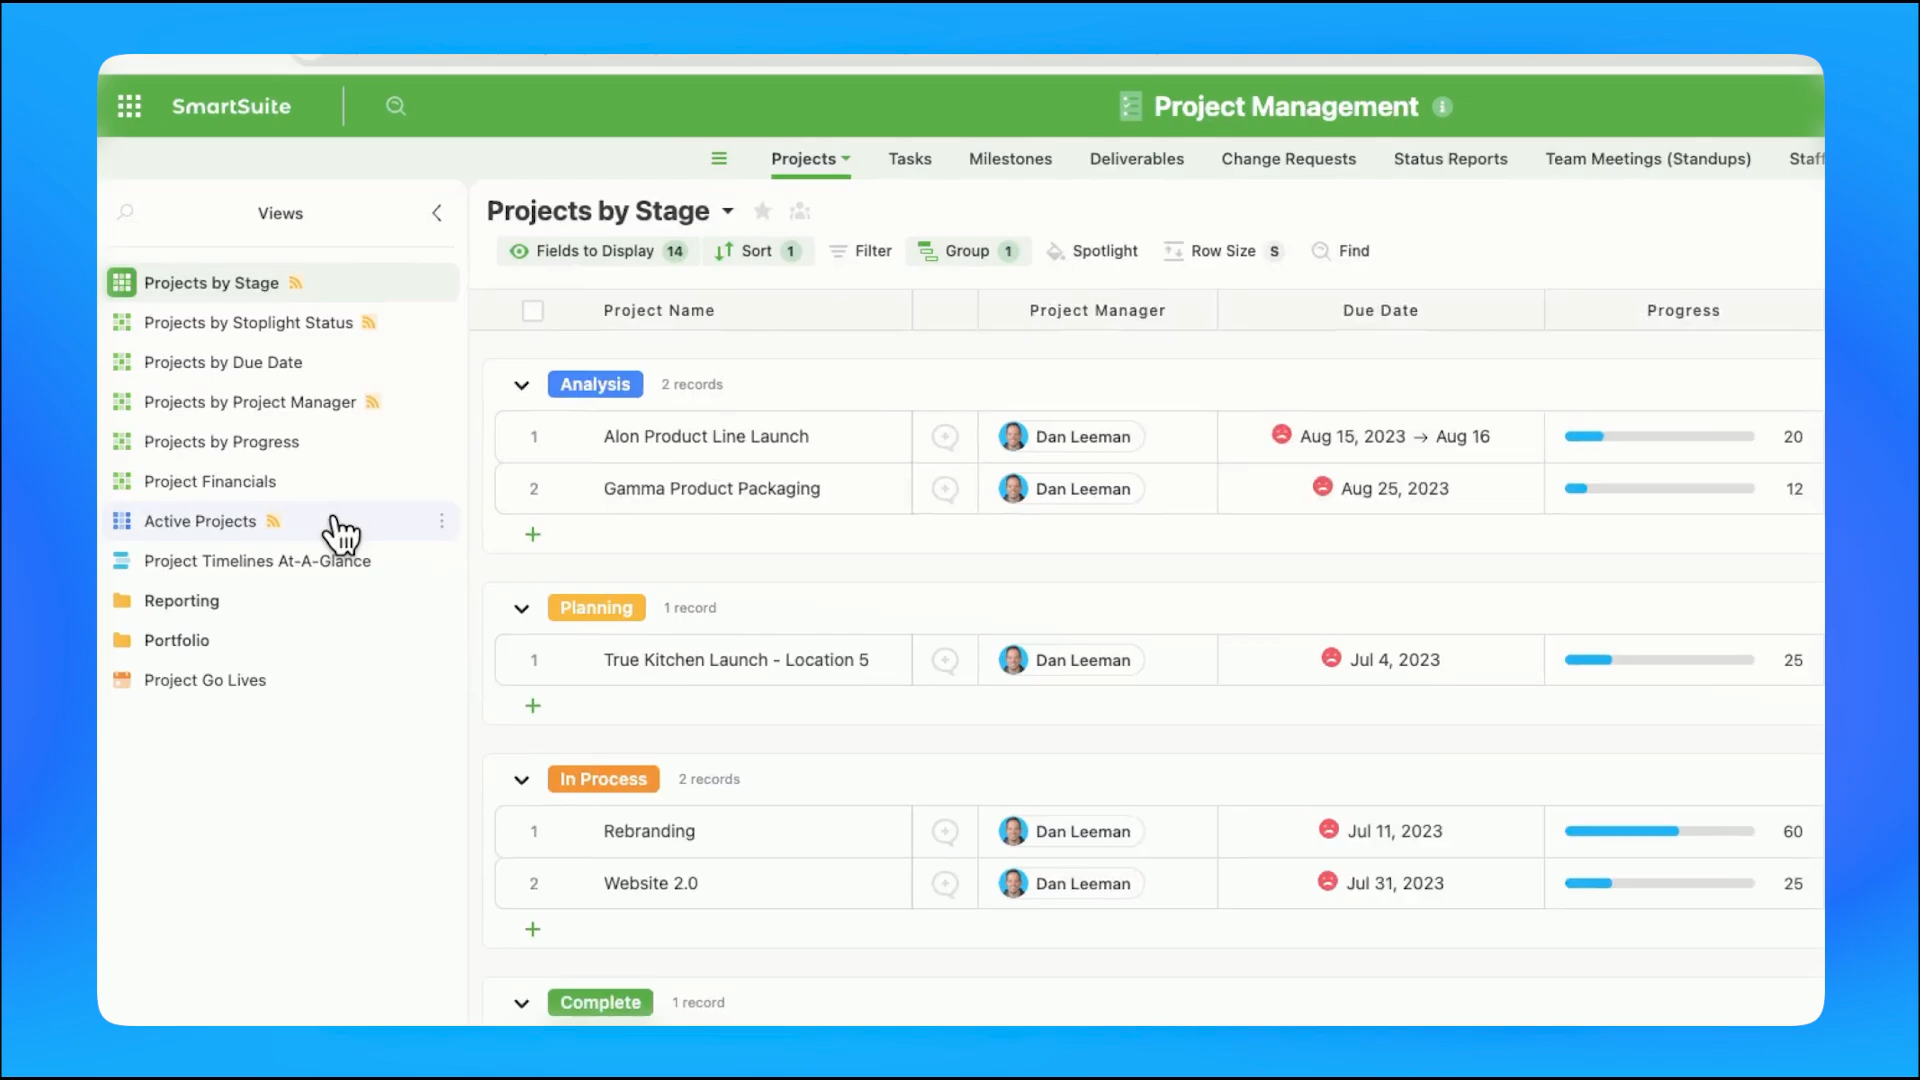 SmartSuite
Project Management
Projects Tasks Milestones Deliverables Change Requests Status Reports Team Meetings (Standups) Staff
Views
Projects by Stage
Projects by Stoplight Status
Projects by Due Date
Projects by Project Manager
Projects by Progress
Project Financials
Active Projects
Project Timelines At-A-Glance
Reporting
Portfolio
Project Go Lives
Projects by Stage
Fields to Display 14 Sort 1 Filter Group 1 Spotlight Row Size S Find
Project Name Project Manager Due Date Progress
Analysis 2 records
1 Alon Product Line Launch Dan Leeman Aug 15, 2023 → Aug 16 20
2 Gamma Product Packaging Dan Leeman Aug 25, 2023 12
Planning 1 record
1 True Kitchen Launch - Location 5 Dan Leeman Jul 4, 2023 25
In Process 2 records
1 Rebranding Dan Leeman Jul 11, 2023 60
2 Website 2.0 Dan Leeman Jul 31, 2023 25
Complete 1 record